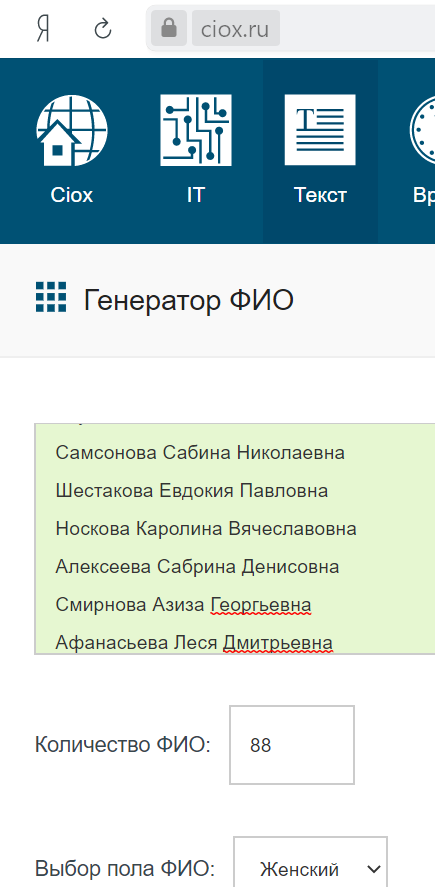 Я ciox.ru
Ciox IT Текст Вр
Генератор ФИО
Самсонова Сабина Николаевна
Шестакова Евдокия Павловна
Носкова Каролина Вячеславовна
Алексеева Сабрина Денисовна
Смирнова Азиза Георгьевна
Афанасьева Леся Дмитрьевна
Количество ФИО: 88
Выбор пола ФИО: Женский